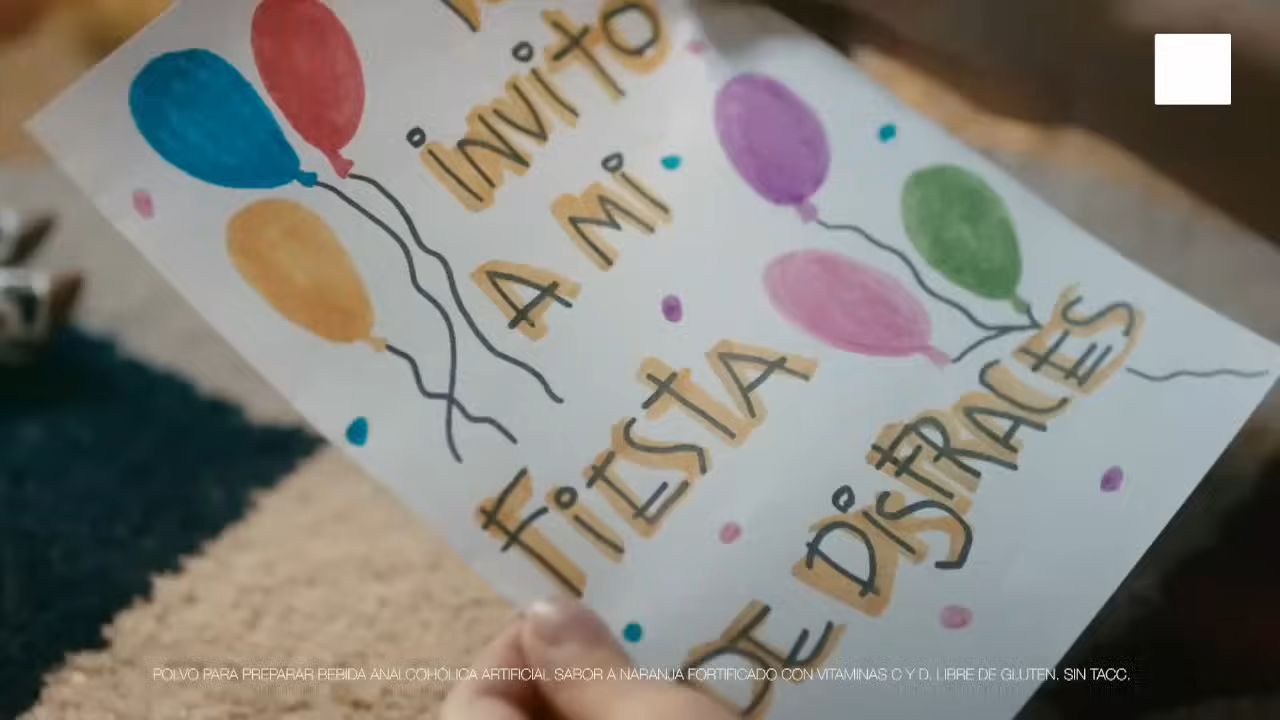 INVITO
A MI
FIESTA
DE DISFRACES
POLVO PARA PREPARAR BEBIDA ANALCOHÓLICA ARTIFICIAL SABOR A NARANJA FORTIFICADO CON VITAMINAS C Y D. LIBRE DE GLUTEN. SIN TACC.